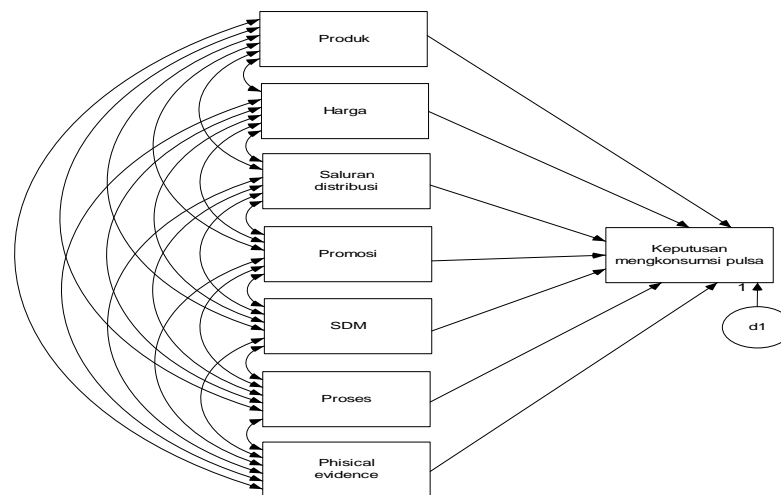 Produk
Harga
Saluran
distribusi
Promosi
SDM
Proses
Phisical
evidence
Keputusan
mengkonsumsi pulsa
1
d1